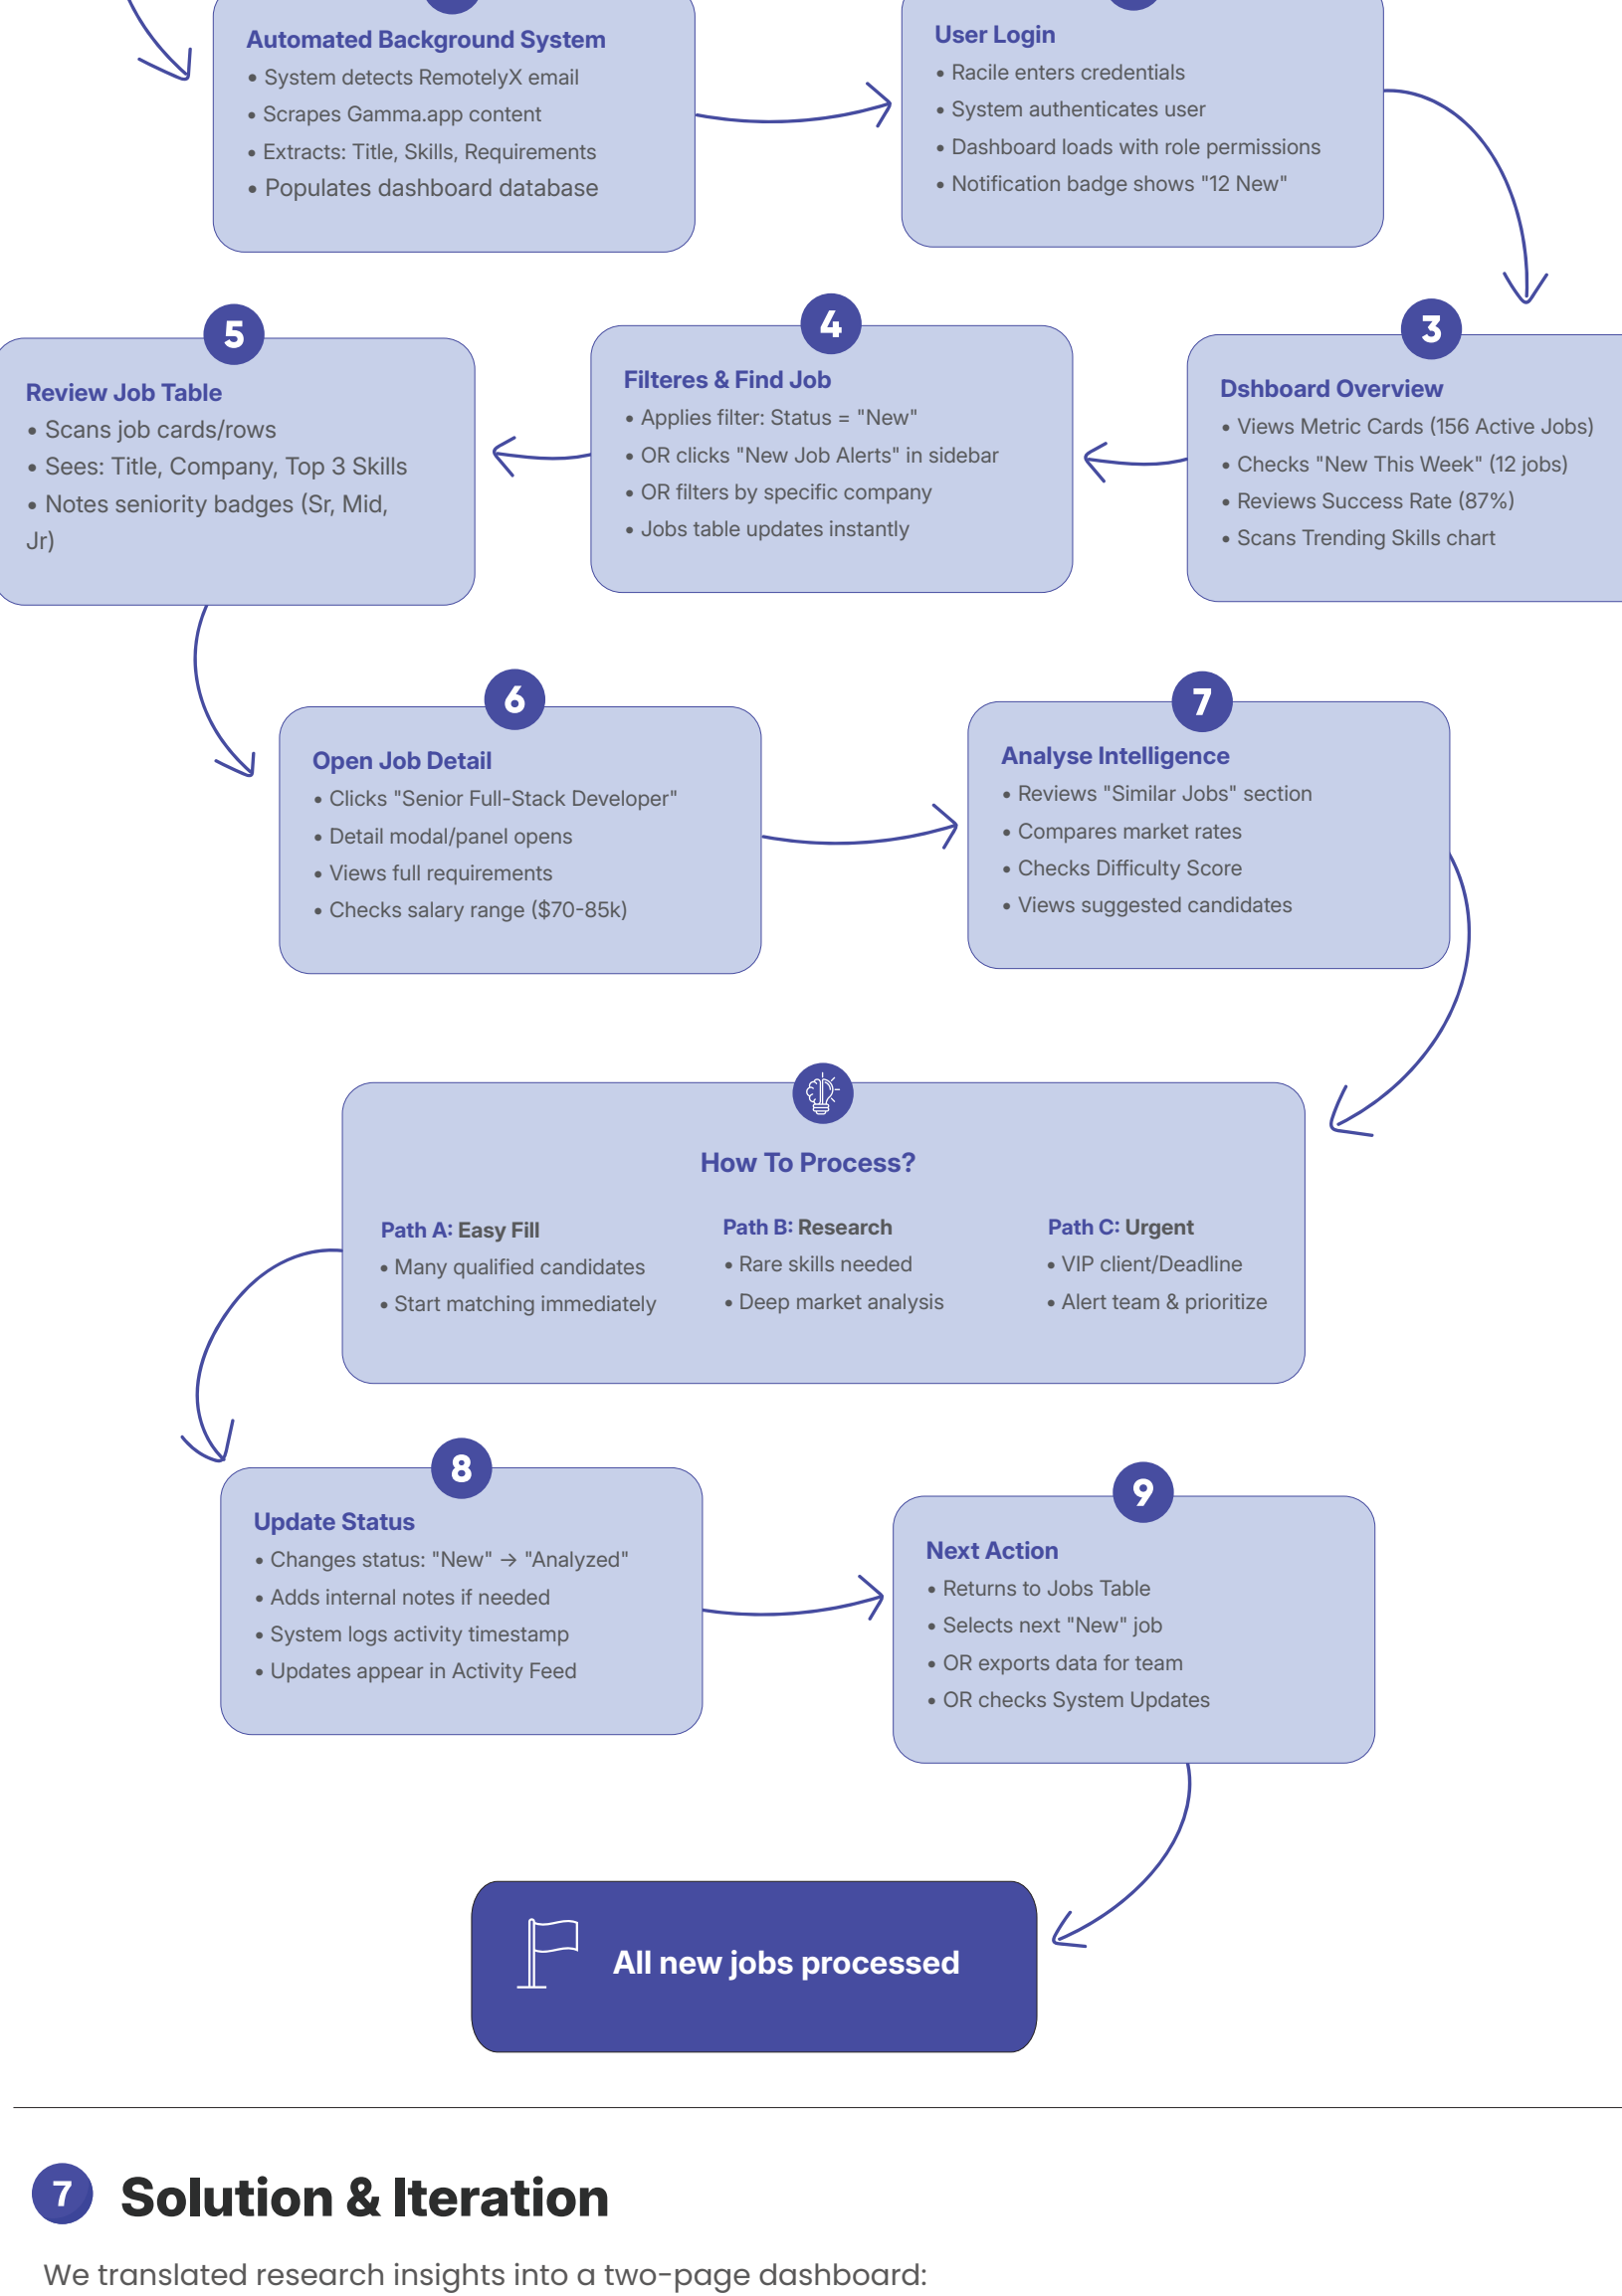 Automated Background System
• System detects RemotelyX email
• Scrapes Gamma.app content
• Extracts: Title, Skills, Requirements
• Populates dashboard database
User Login
• Racile enters credentials
• System authenticates user
• Dashboard loads with role permissions
• Notification badge shows "12 New"
3
Dshboard Overview
• Views Metric Cards (156 Active Jobs)
• Checks "New This Week" (12 jobs)
• Reviews Success Rate (87%)
• Scans Trending Skills chart
4
Filteres & Find Job
• Applies filter: Status = "New"
• OR clicks "New Job Alerts" in sidebar
• OR filters by specific company
• Jobs table updates instantly
5
Review Job Table
• Scans job cards/rows
• Sees: Title, Company, Top 3 Skills
• Notes seniority badges (Sr, Mid,
Jr)
6
Open Job Detail
• Clicks "Senior Full-Stack Developer"
• Detail modal/panel opens
• Views full requirements
• Checks salary range ($70-85k)
7
Analyse Intelligence
• Reviews "Similar Jobs" section
• Compares market rates
• Checks Difficulty Score
• Views suggested candidates
How To Process?
Path A: Easy Fill
• Many qualified candidates
• Start matching immediately
Path B: Research
• Rare skills needed
• Deep market analysis
Path C: Urgent
• VIP client/Deadline
• Alert team & prioritize
8
Update Status
• Changes status: "New" → "Analyzed"
• Adds internal notes if needed
• System logs activity timestamp
• Updates appear in Activity Feed
9
Next Action
• Returns to Jobs Table
• Selects next "New" job
• OR exports data for team
• OR checks System Updates
All new jobs processed
7
Solution & Iteration
We translated research insights into a two-page dashboard: